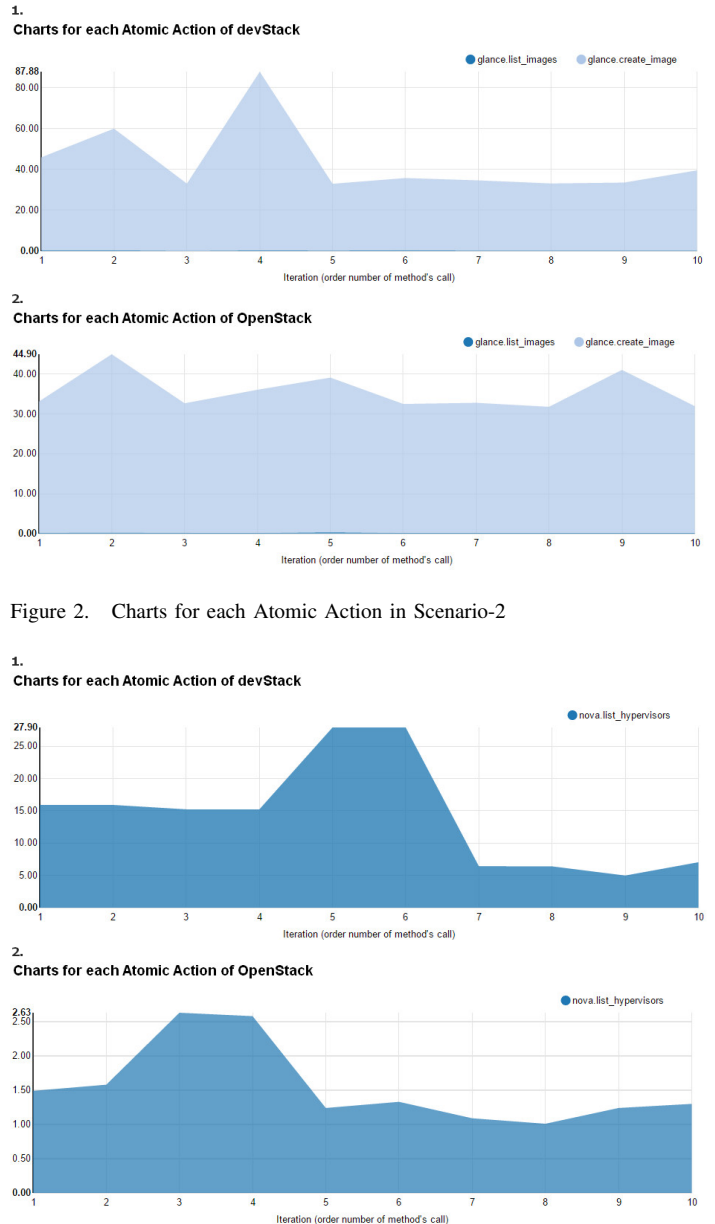 1.
Charts for each Atomic Action of devStack
glance.list_images glance.create_image
87.88
80.00
60.00
40.00
20.00
0.00
1 2 3 4 5 6 7 8 9 10
Iteration (order number of method's call)
2.
Charts for each Atomic Action of OpenStack
glance.list_images glance.create_image
44.90
40.00
30.00
20.00
10.00
0.00
1 2 3 4 5 6 7 8 9 10
Iteration (order number of method's call)
Figure 2. Charts for each Atomic Action in Scenario-2
1.
Charts for each Atomic Action of devStack
nova.list_hypervisors
27.90
25.00
20.00
15.00
10.00
5.00
0.00
1 2 3 4 5 6 7 8 9 10
Iteration (order number of method's call)
2.
Charts for each Atomic Action of OpenStack
nova.list_hypervisors
2.63
2.50
2.00
1.50
1.00
0.50
0.00
1 2 3 4 5 6 7 8 9 10
Iteration (order number of method's call)